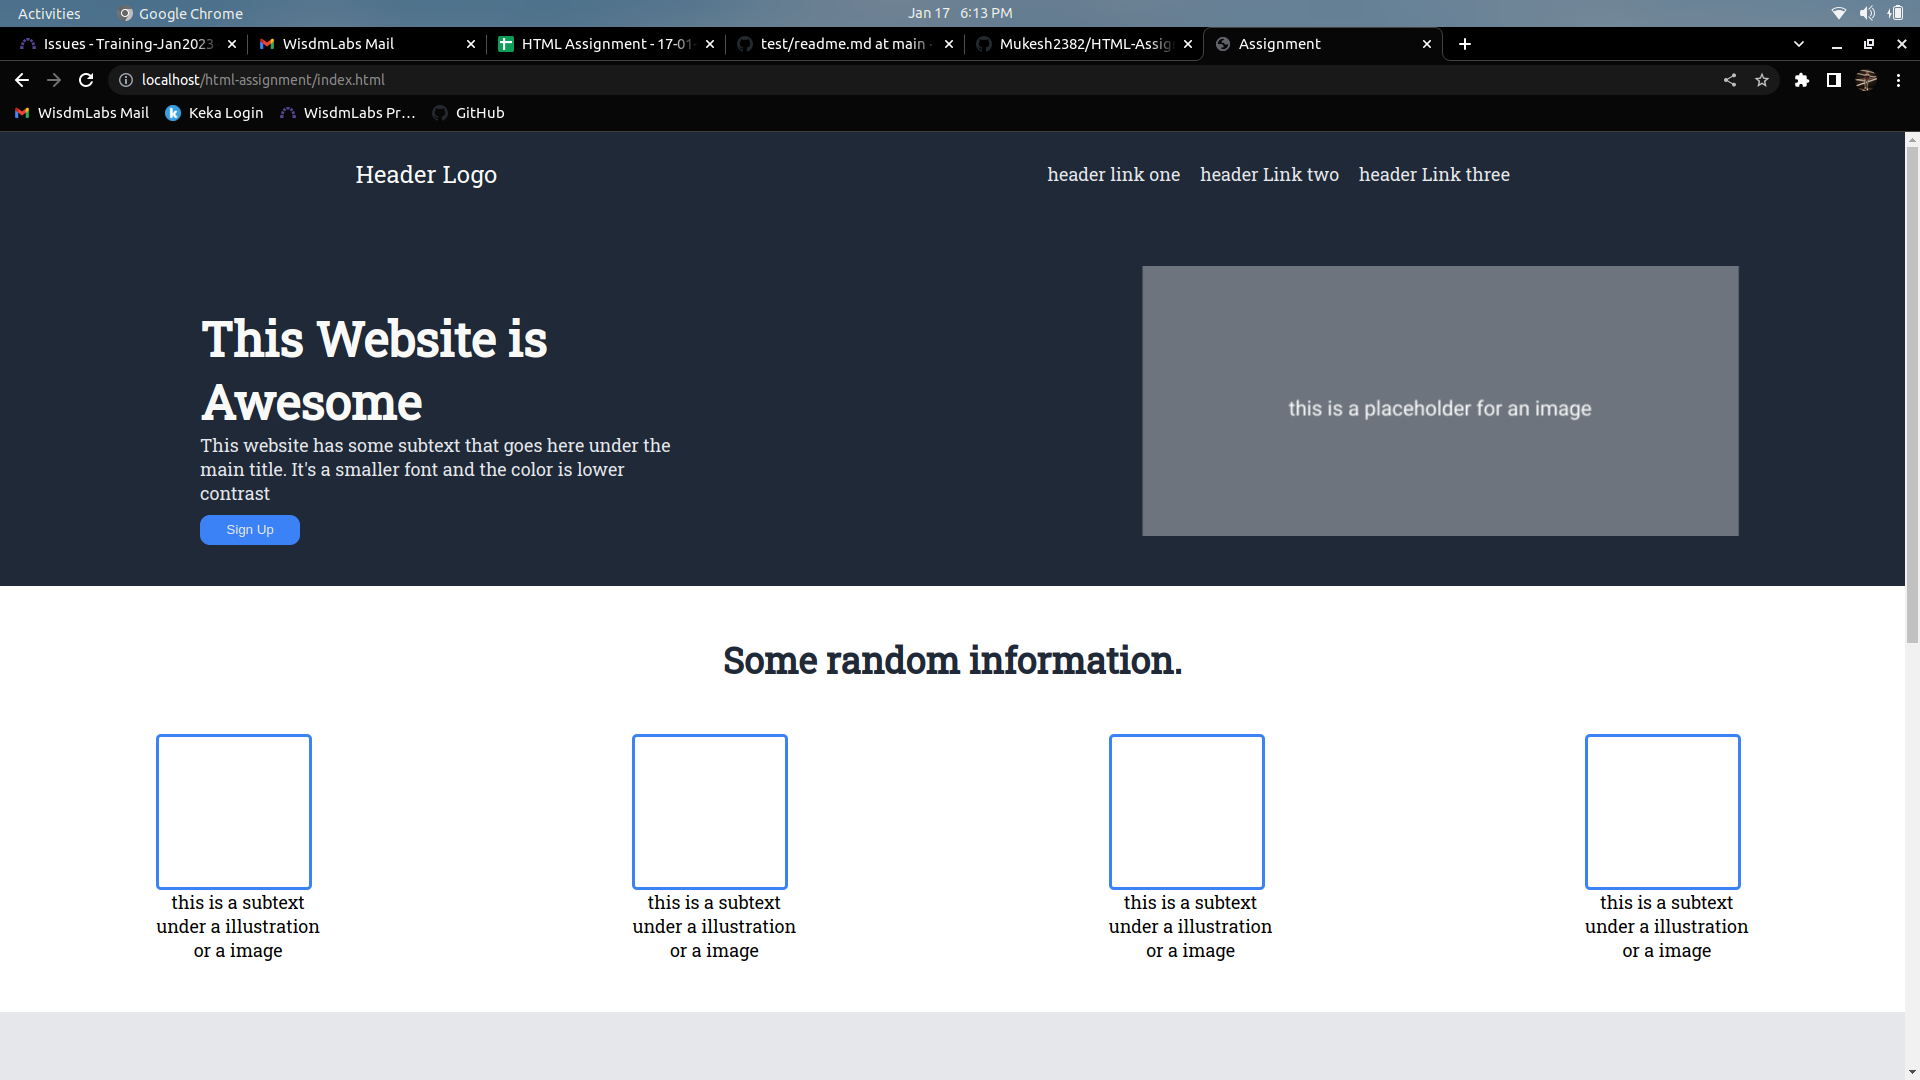 Activities Google Chrome Jan 17 6:13 PM
Issues - Training-Jan2023 WisdmLabs Mail HTML Assignment - 17-01- test/readme.md at main · Mukesh2382/HTML-Assig Assignment
localhost/html-assignment/index.html
WisdmLabs Mail Keka Login WisdmLabs Pr… GitHub
Header Logo header link one header Link two header Link three
this is a placeholder for an image
This Website is
Awesome
This website has some subtext that goes here under the
main title. It's a smaller font and the color is lower
contrast
Sign Up
Some random information.
this is a subtext
under a illustration
or a image
this is a subtext
under a illustration
or a image
this is a subtext
under a illustration
or a image
this is a subtext
under a illustration
or a image